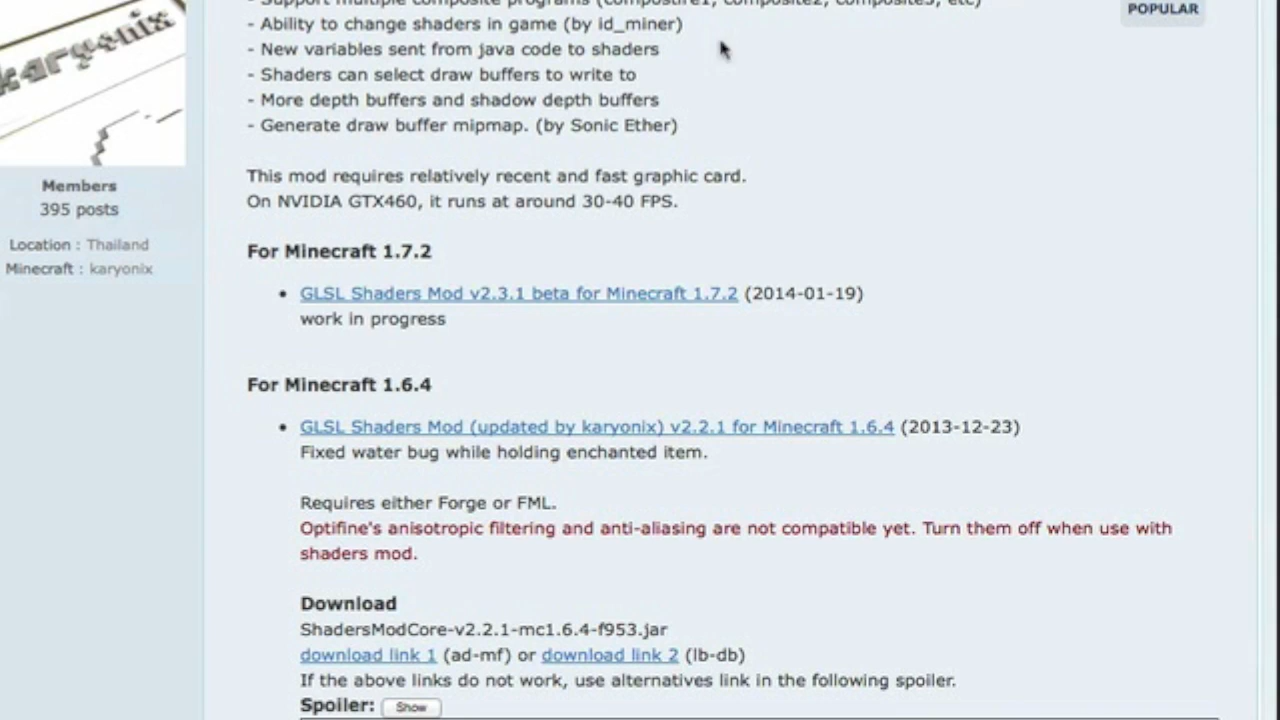 - Support multiple composite programs (composite1, composite2, composite3, etc)
POPULAR
- Ability to change shaders in game (by id_miner)
- New variables sent from java code to shaders
- Shaders can select draw buffers to write to
- More depth buffers and shadow depth buffers
- Generate draw buffer mipmap. (by Sonic Ether)
karyonix
Members
395 posts
Location : Thailand
Minecraft : karyonix
This mod requires relatively recent and fast graphic card.
On NVIDIA GTX460, it runs at around 30-40 FPS.
For Minecraft 1.7.2
• GLSL Shaders Mod v2.3.1 beta for Minecraft 1.7.2 (2014-01-19)
work in progress
For Minecraft 1.6.4
• GLSL Shaders Mod (updated by karyonix) v2.2.1 for Minecraft 1.6.4 (2013-12-23)
Fixed water bug while holding enchanted item.
Requires either Forge or FML.
Optifine's anisotropic filtering and anti-aliasing are not compatible yet. Turn them off when use with
shaders mod.
Download
ShadersModCore-v2.2.1-mc1.6.4-f953.jar
download link 1 (ad-mf) or download link 2 (lb-db)
If the above links do not work, use alternatives link in the following spoiler.
Spoiler: Show